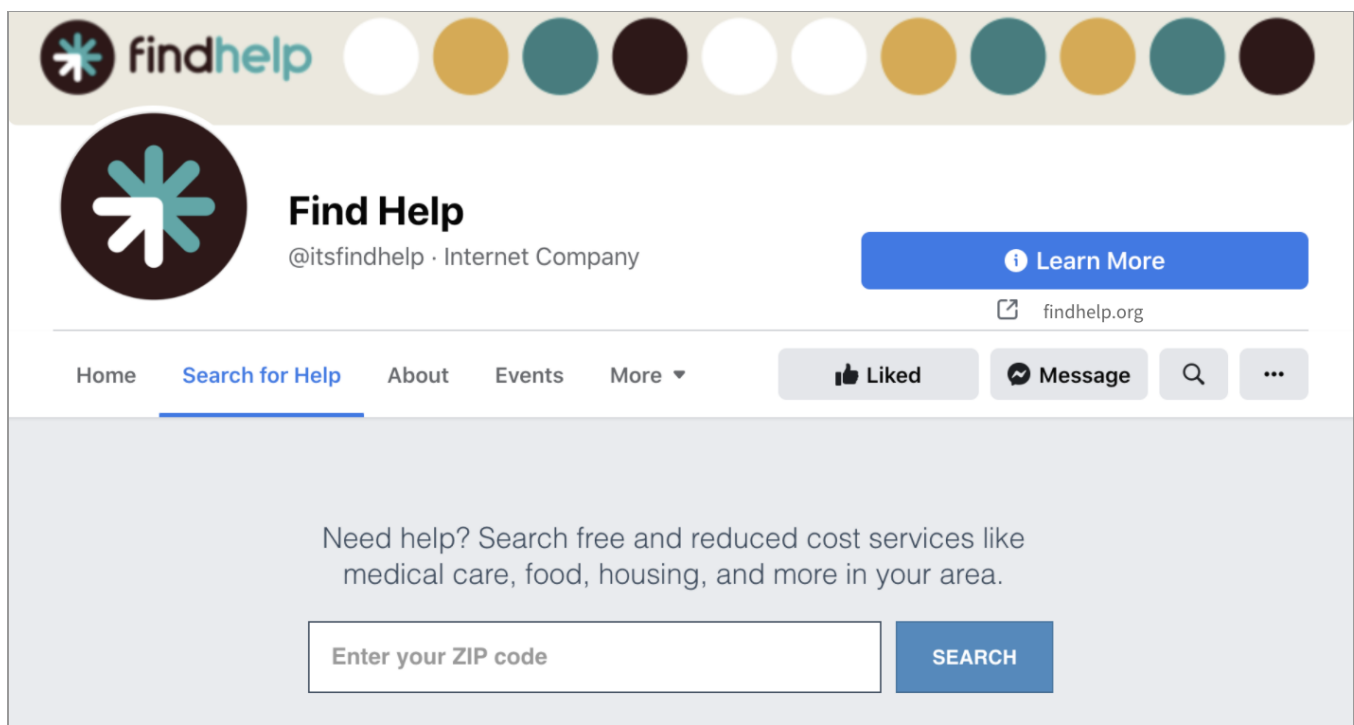 findhelp
Find Help
@itsfindhelp · Internet Company
Learn More
findhelp.org
Home Search for Help About Events More Liked Message
Need help? Search free and reduced cost services like
medical care, food, housing, and more in your area.
Enter your ZIP code SEARCH